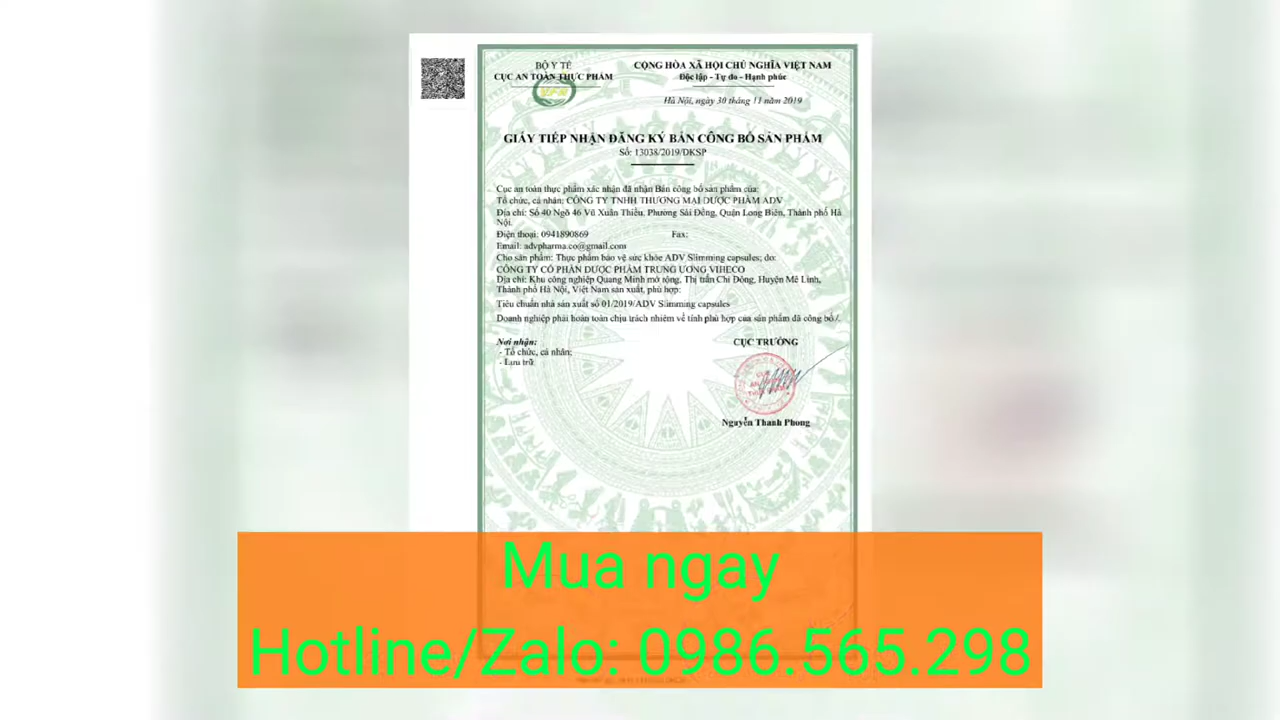 BỘ Y TẾ
CỤC AN TOÀN THỰC PHẨM
CỘNG HÒA XÃ HỘI CHỦ NGHĨA VIỆT NAM
Độc lập - Tự do - Hạnh phúc
Hà Nội, ngày 30 tháng 11 năm 2019
GIẤY TIẾP NHẬN ĐĂNG KÝ BẢN CÔNG BỐ SẢN PHẨM
Số: 13038/2019/ĐKSP
Cục an toàn thực phẩm xác nhận đã nhận Bản công bố sản phẩm của:
Tổ chức, cá nhân: CÔNG TY TNHH THƯƠNG MẠI DƯỢC PHẨM ADV
Địa chỉ: Số 40 Ngõ 46 Vũ Xuân Thiều, Phường Sài Đồng, Quận Long Biên, Thành phố Hà
Nội.
Điện thoại: 0941890869 Fax:
Email: advpharma.co@gmail.com
Cho sản phẩm: Thực phẩm bảo vệ sức khỏe ADV Slimming capsules; do:
CÔNG TY CỔ PHẦN DƯỢC PHẨM TRUNG ƯƠNG VIHECO
Địa chỉ: Khu công nghiệp Quang Minh mở rộng, Thị trấn Chi Đông, Huyện Mê Linh,
Thành phố Hà Nội, Việt Nam sản xuất, phù hợp:
Tiêu chuẩn nhà sản xuất số 01/2019/ADV Slimming capsules
Doanh nghiệp phải hoàn toàn chịu trách nhiệm về tính phù hợp của sản phẩm đã công bố./.
Nơi nhận:
- Tổ chức, cá nhân;
- Lưu trữ.
CỤC TRƯỞNG
Nguyễn Thanh Phong
Mua ngay
Hotline/Zalo: 0986.565.298